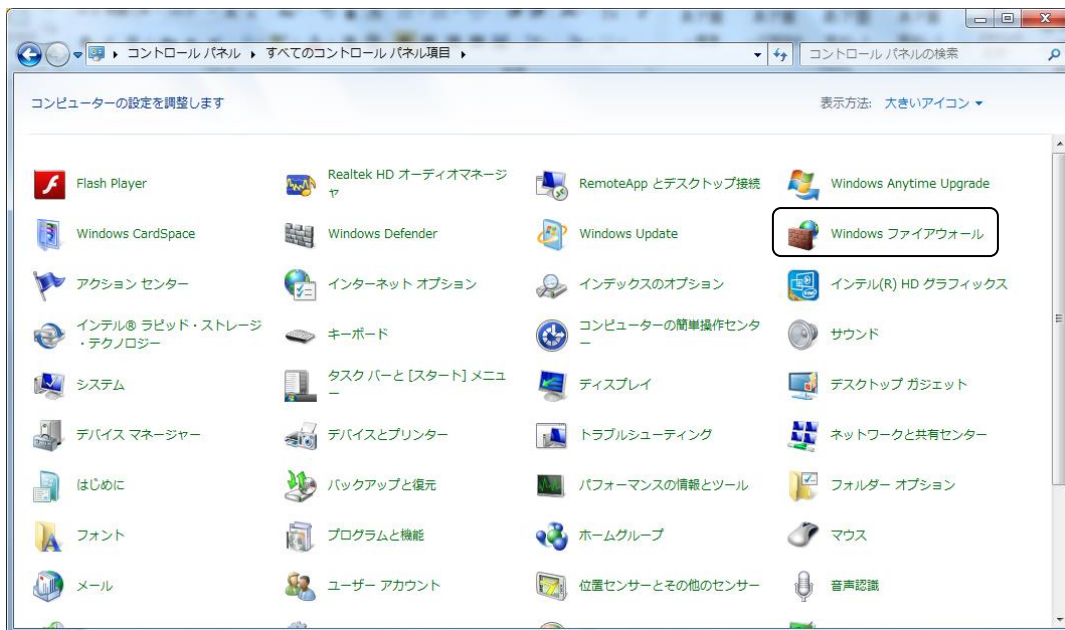 コントロール パネル ▸ すべてのコントロール パネル項目 ▸
コントロール パネルの検索
コンピューターの設定を調整します
表示方法: 大きいアイコン
Flash Player
Realtek HD オーディオマネージ
ャ
RemoteApp とデスクトップ接続
Windows Anytime Upgrade
Windows CardSpace
Windows Defender
Windows Update
Windows ファイアウォール
アクション センター
インターネット オプション
インデックスのオプション
インテル(R) HD グラフィックス
インテル® ラピッド・ストレージ
・テクノロジー
キーボード
コンピューターの簡単操作センタ
ー
サウンド
システム
タスク バーと [スタート] メニュ
ー
ディスプレイ
デスクトップ ガジェット
デバイス マネージャー
デバイスとプリンター
トラブルシューティング
ネットワークと共有センター
はじめに
バックアップと復元
パフォーマンスの情報とツール
フォルダー オプション
フォント
プログラムと機能
ホームグループ
マウス
メール
ユーザー アカウント
位置センサーとその他のセンサー
音声認識